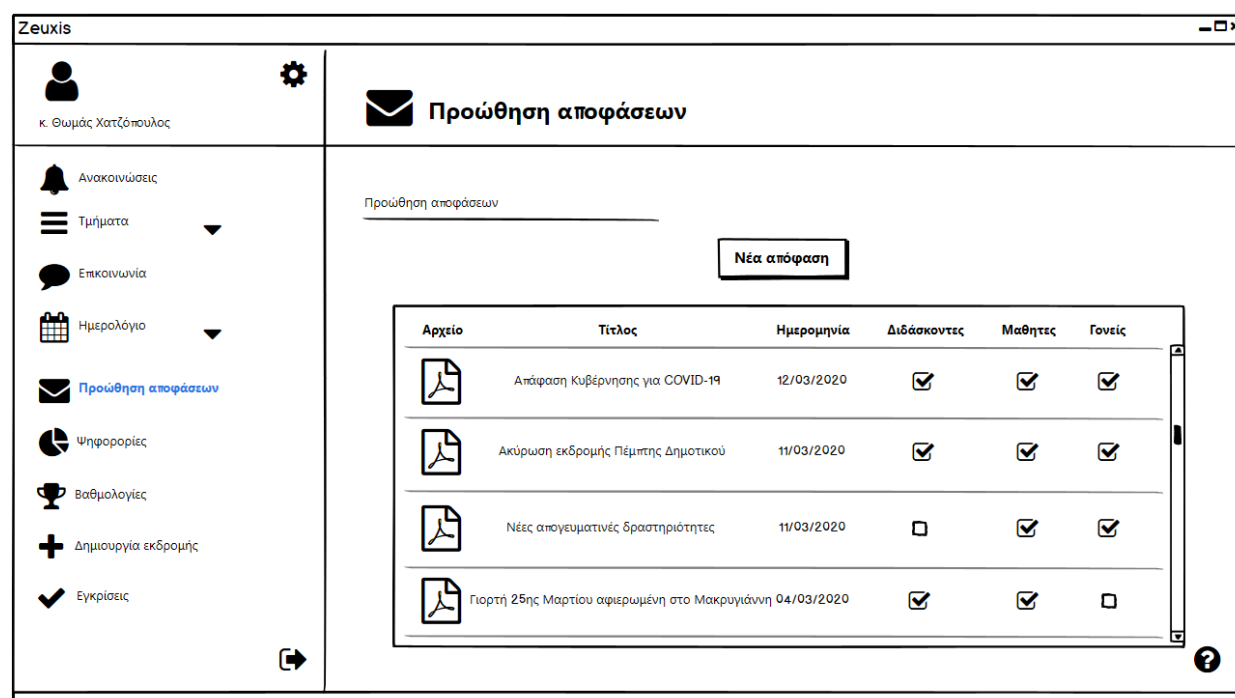 Zeuxis
κ. Θωμάς Χατζόπουλος
Προώθηση αποφάσεων
Ανακοινώσεις
Τμήματα
Επικοινωνία
Ημερολόγιο
Προώθηση αποφάσεων
Ψηφορορίες
Βαθμολογίες
Δημιουργία εκδρομής
Εγκρίσεις
Προώθηση αποφάσεων
Νέα απόφαση
Αρχείο Τίτλος Ημερομηνία Διδάσκοντες Μαθητες Γονείς
Απάφαση Κυβέρνησης για COVID-19 12/03/2020
Ακύρωση εκδρομής Πέμπτης Δημοτικού 11/03/2020
Νέες απογευματινές δραστηριότητες 11/03/2020
Γιορτή 25ης Μαρτίου αφιερωμένη στο Μακρυγιάννη 04/03/2020